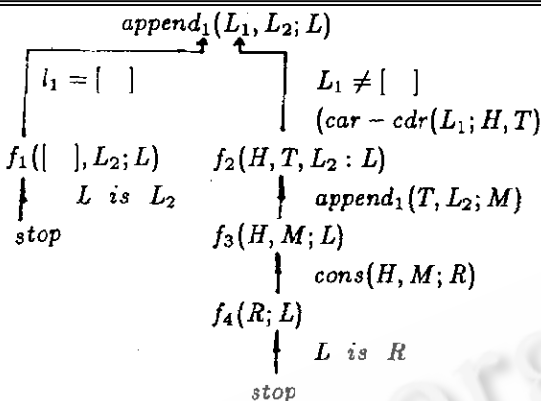 append₁(L₁, L₂; L)
l₁ = [ ]
L₁ ≠ [ ]
(car − cdr(L₁; H, T)
f₁([ ], L₂; L)
f₂(H, T, L₂ : L)
L is L₂
append₁(T, L₂; M)
stop
f₃(H, M; L)
cons(H, M; R)
f₄(R; L)
L is R
stop